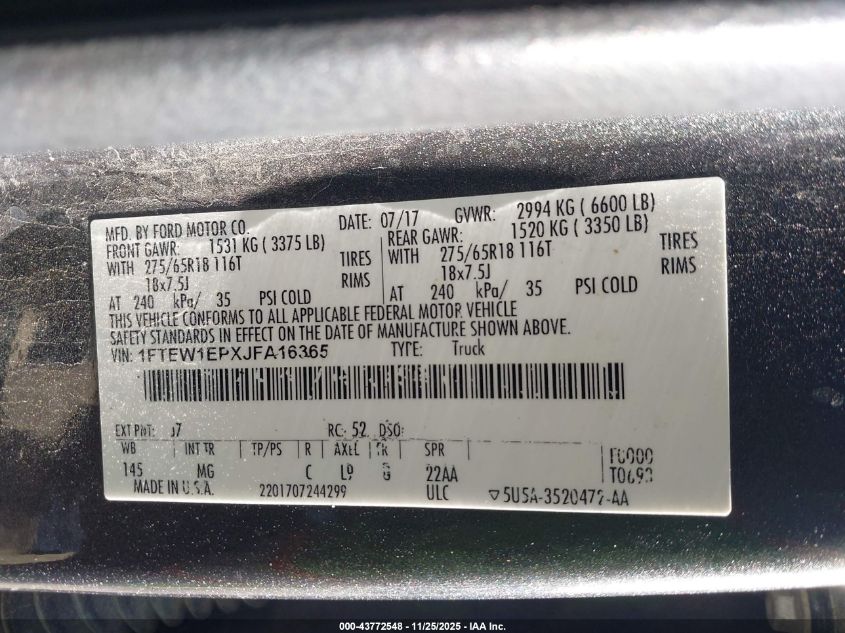 MFD. BY FORD MOTOR CO. DATE: 07/17 GVWR: 2994 KG ( 6600 LB)
FRONT GAWR: 1531 KG ( 3375 LB) REAR GAWR: 1520 KG ( 3350 LB)
WITH 275/65R18 116T TIRES WITH 275/65R18 116T TIRES
18x7.5J RIMS 18x7.5J RIMS
AT 240 kPa/ 35 PSI COLD AT 240 kPa/ 35 PSI COLD
THIS VEHICLE CONFORMS TO ALL APPLICABLE FEDERAL MOTOR VEHICLE
SAFETY STANDARDS IN EFFECT ON THE DATE OF MANUFACTURE SHOWN ABOVE.
VIN: 1FTEW1EPXJFA16365 TYPE: Truck
EXT PNT: RC: 52 DSO:
WB INT TR TP/PS R AXLE TR SPR
145 MG C 22AA
MADE IN U.S.A. 2201707244299 ULC 5U5A-3520472-AA
000-43772548 - 11/25/2025 - IAA Inc.